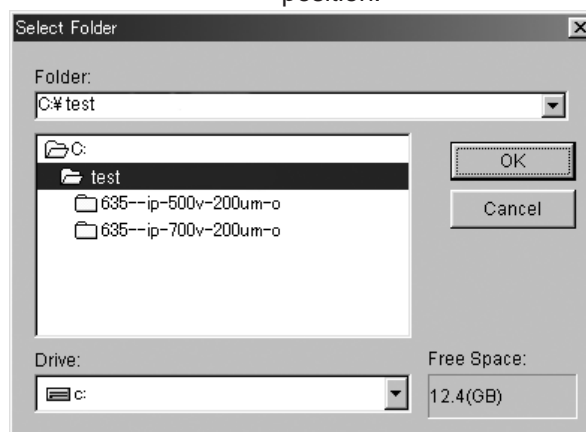 position.
Select Folder
Folder:
C:¥ test
C:
test
635--ip-500v-200um-o
635--ip-700v-200um-o
OK
Cancel
Drive:
c:
Free Space:
12.4(GB)